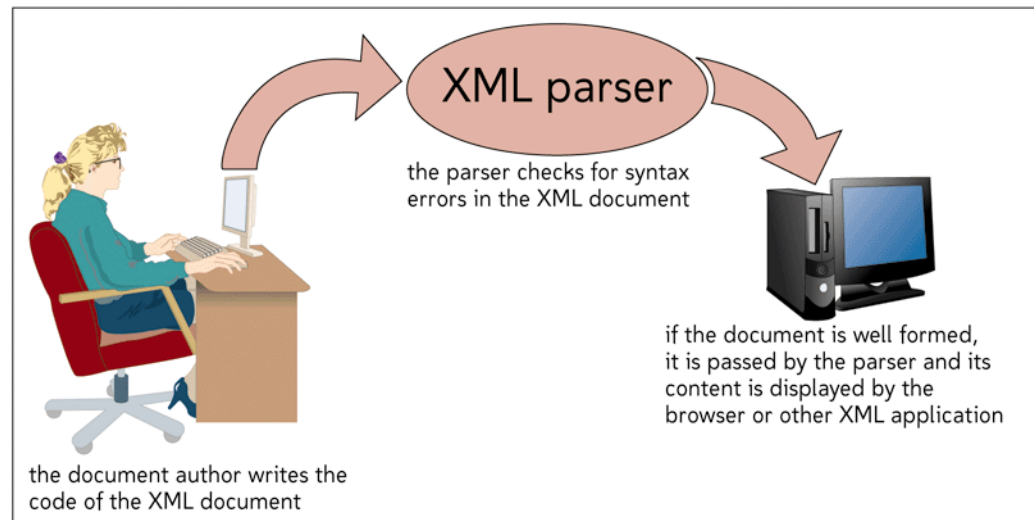 XML parser
the parser checks for syntax
errors in the XML document
if the document is well formed,
it is passed by the parser and its
content is displayed by the
browser or other XML application
the document author writes the
code of the XML document